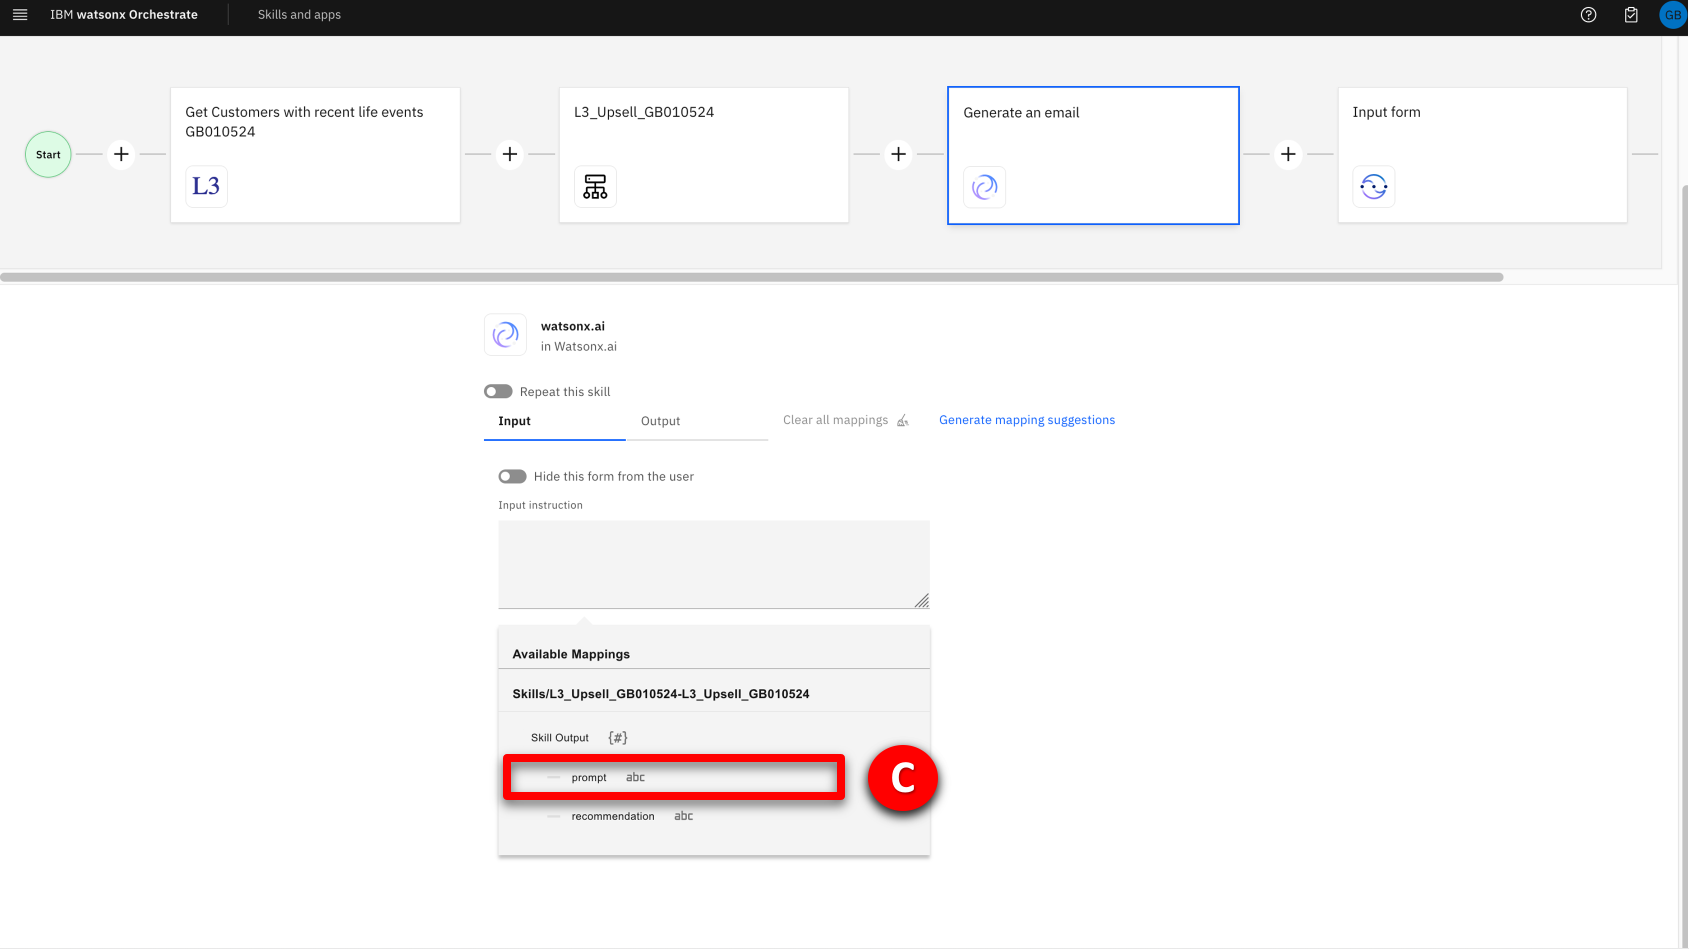 IBM watsonx Orchestrate
Skills and apps
GB
Start
Get Customers with recent life events
GB010524
L3
L3_Upsell_GB010524
Generate an email
Input form
watsonx.ai
in Watsonx.ai
Repeat this skill
Input
Output
Clear all mappings
Generate mapping suggestions
Hide this form from the user
Input instruction
Available Mappings
Skills/L3_Upsell_GB010524-L3_Upsell_GB010524
Skill Output {#}
prompt abc
C
recommendation abc